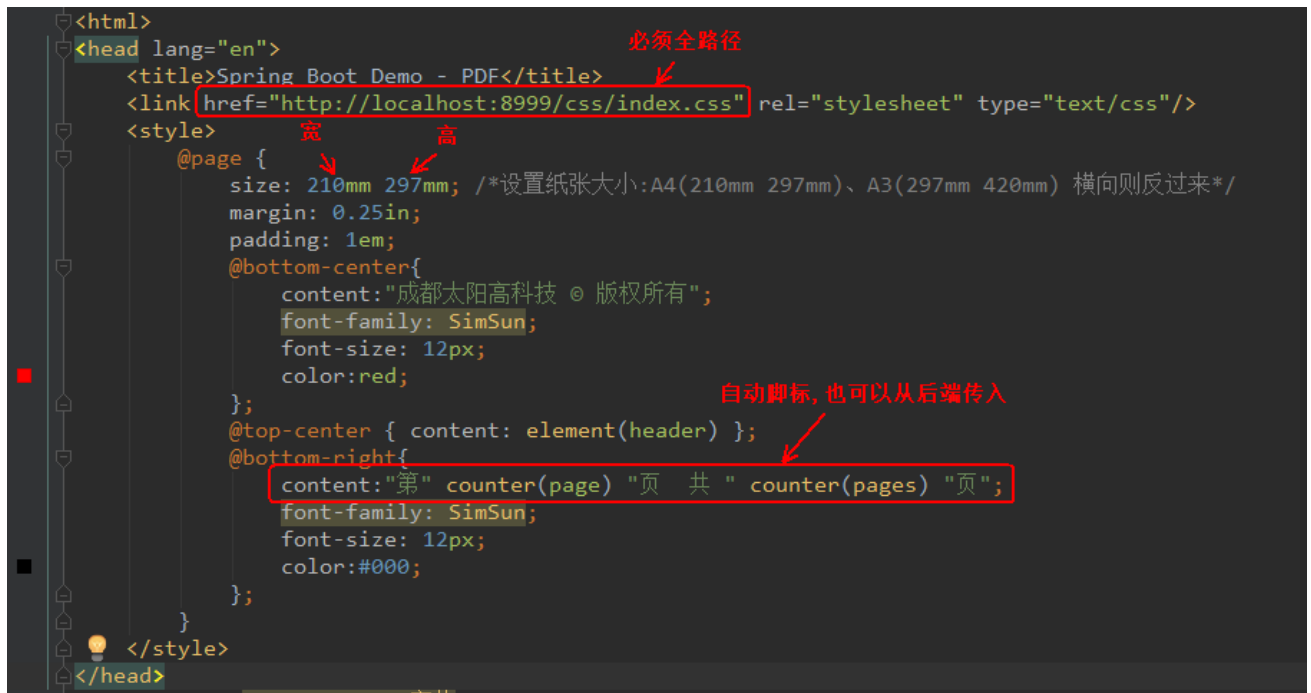 <html>
<head lang="en">
必须全路径
<title>Spring Boot Demo - PDF</title>
<link href="http://localhost:8999/css/index.css" rel="stylesheet" type="text/css"/>
<style>
宽 高
@page {
size: 210mm 297mm; /*设置纸张大小:A4(210mm 297mm)、A3(297mm 420mm) 横向则反过来*/
margin: 0.25in;
padding: 1em;
@bottom-center{
content:"成都太阳高科技 © 版权所有";
font-family: SimSun;
font-size: 12px;
color:red;
自动脚标,也可以从后端传入
};
@top-center { content: element(header) };
@bottom-right{
content:"第" counter(page) "页  共 " counter(pages) "页";
font-family: SimSun;
font-size: 12px;
color:#000;
};
}
</style>
</head>